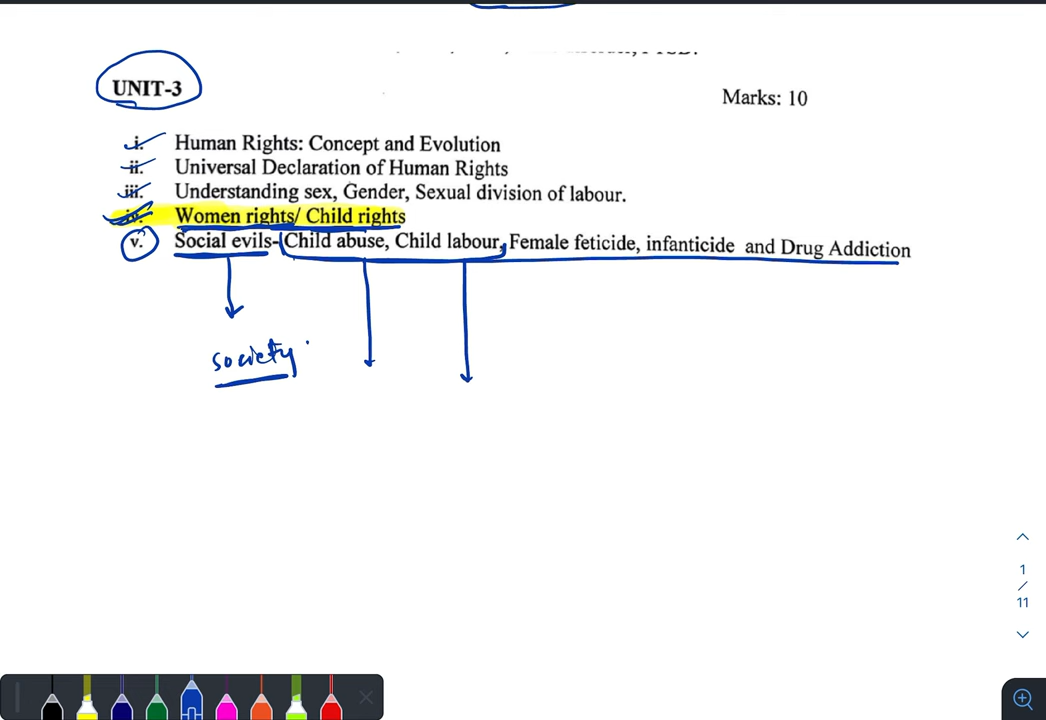 UNIT-3
Marks: 10
i. Human Rights: Concept and Evolution
ii. Universal Declaration of Human Rights
iii. Understanding sex, Gender, Sexual division of labour.
iv. Women rights/ Child rights
v. Social evils-(Child abuse, Child labour, Female feticide, infanticide and Drug Addiction
society
1
/
11